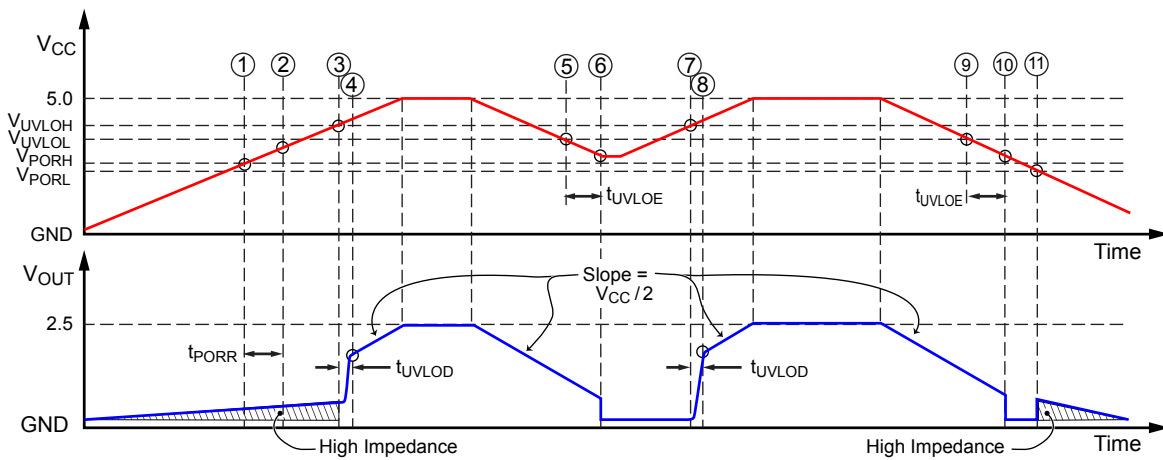 VCC
1 2 3 4 5 6 7 8 9 10 11
5.0
VUVLOH
VUVLOL
VPORH
VPORL
tUVLOE
tUVLOE
GND
Time
VOUT
Slope =
VCC / 2
2.5
tPORR
tUVLOD
tUVLOD
GND
Time
High Impedance
High Impedance